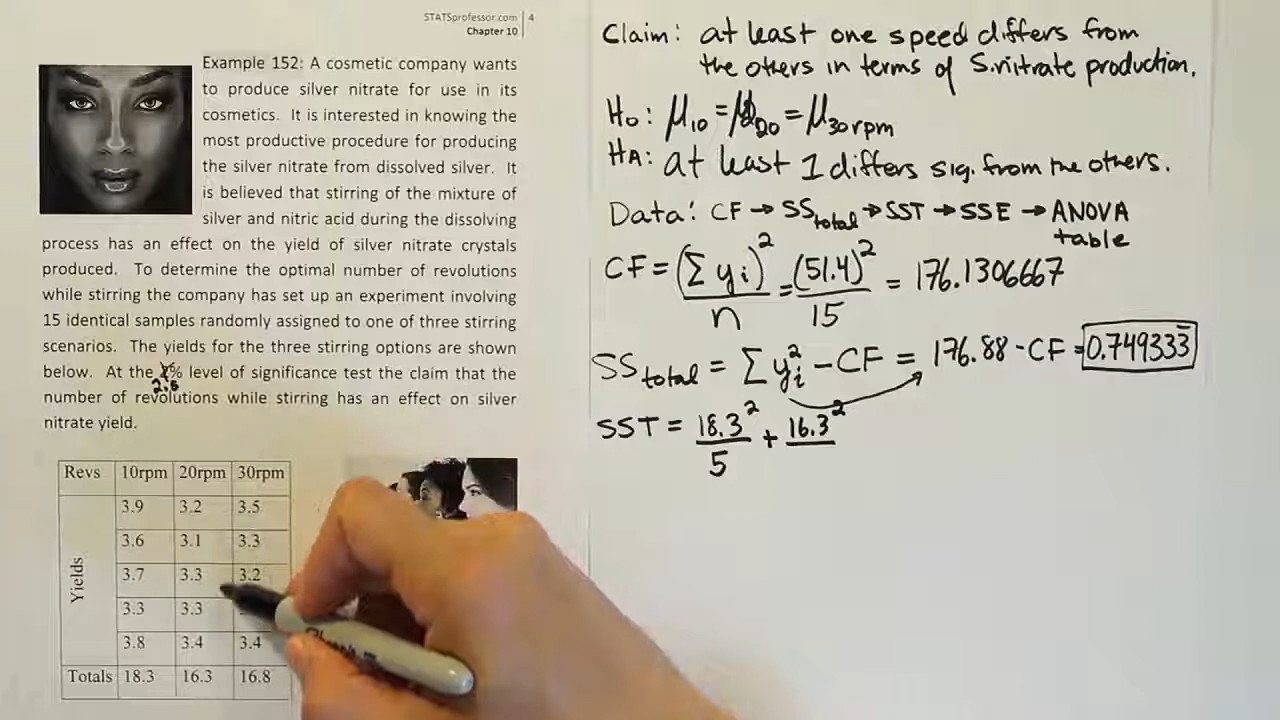 STATSprofessor.com 4
Chapter 10
Example 152: A cosmetic company wants
to produce silver nitrate for use in its
cosmetics. It is interested in knowing the
most productive procedure for producing
the silver nitrate from dissolved silver. It
is believed that stirring of the mixture of
silver and nitric acid during the dissolving
process has an effect on the yield of silver nitrate crystals
produced. To determine the optimal number of revolutions
while stirring the company has set up an experiment involving
15 identical samples randomly assigned to one of three stirring
scenarios. The yields for the three stirring options are shown
below. At the % level of significance test the claim that the
2.5
number of revolutions while stirring has an effect on silver
nitrate yield.
Revs 10rpm 20rpm 30rpm
Yields
3.9 3.2 3.5
3.6 3.1 3.3
3.7 3.3 3.2
3.3 3.3
3.8 3.4 3.4
Totals 18.3 16.3 16.8
Claim: at least one speed differs from
the others in terms of S.nitrate production.
Ho: μ10 = μ20 = μ30rpm
HA: at least 1 differs sig. from the others.
Data: CF → SStotal → SST → SSE → ANOVA
table
CF = (Σ yi)²/n = (51.4)²/15 = 176.1306667
SStotal = Σ yi² - CF = 176.88 - CF = 0.749333̅
SST = 18.3²/5 + 16.3²